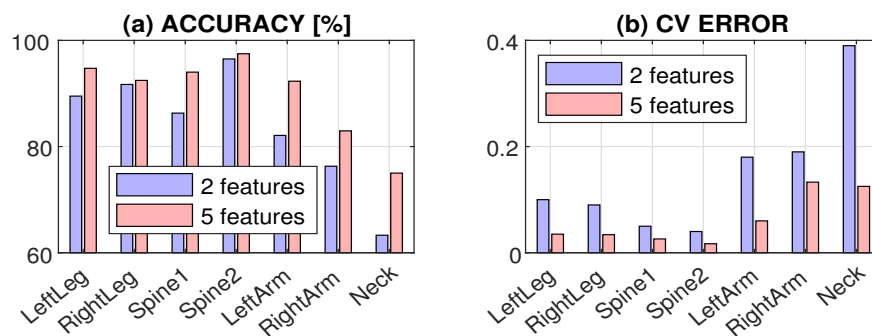 (a) ACCURACY [%]
100
80
60
2 features
5 features
LeftLeg
RightLeg
Spine1
Spine2
LeftArm
RightArm
Neck
(b) CV ERROR
0.4
0.2
0
2 features
5 features
LeftLeg
RightLeg
Spine1
Spine2
LeftArm
RightArm
Neck